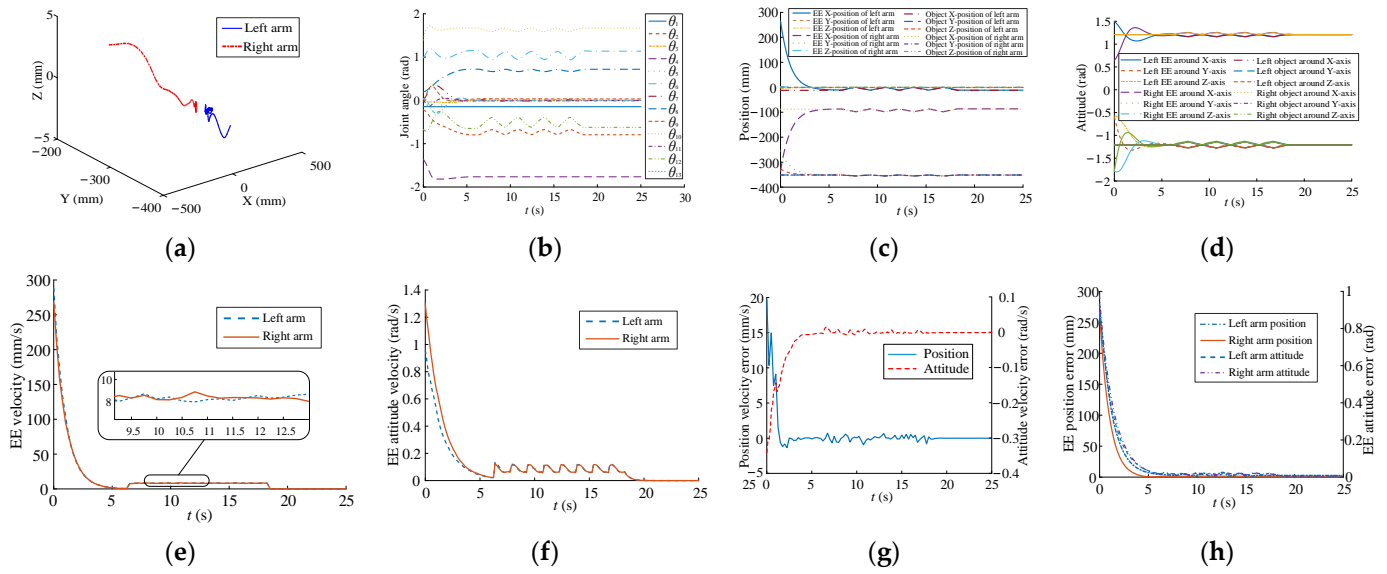 Left arm
Right arm
Z (mm)
5
0
−5
−200
−300
−400
Y (mm)
−500
0
500
X (mm)
(a)
Joint angle (rad)
2
1
0
-1
-2
0 5 10 15 20 25 30
t (s)
θ1
θ2
θ3
θ4
θ5
θ6
θ7
θ8
θ9
θ10
θ11
θ12
θ13
(b)
Position (mm)
300
200
100
0
−100
−200
−300
−400
0 5 10 15 20 25
t (s)
EE X-position of left arm
EE Y-position of left arm
EE Z-position of left arm
EE X-position of right arm
EE Y-position of right arm
EE Z-position of right arm
Object X-position of left arm
Object Y-position of left arm
Object Z-position of left arm
Object X-position of right arm
Object Y-position of right arm
Object Z-position of right arm
(c)
Attitude (rad)
1.5
1
0.5
0
−0.5
−1
−1.5
−2
0 5 10 15 20 25
t (s)
Left EE around X-axis
Left EE around Y-axis
Left EE around Z-axis
Right EE around X-axis
Right EE around Y-axis
Right EE around Z-axis
Left object around X-axis
Left object around Y-axis
Left object around Z-axis
Right object around X-axis
Right object around Y-axis
Right object around Z-axis
(d)
EE velocity (mm/s)
300
250
200
150
100
50
0
0 5 10 15 20 25
t (s)
Left arm
Right arm
10
8
9.5 10 10.5 11 11.5 12 12.5
(e)
EE attitude velocity (rad/s)
1.4
1.2
1
0.8
0.6
0.4
0.2
0
0 5 10 15 20 25
t (s)
Left arm
Right arm
(f)
Position velocity error (mm/s)
20
15
10
5
0
5
25
0 5 10 15 20 25
t (s)
Position
Attitude
0.1
0
−0.1
−0.2
−0.3
−0.4
Attitude velocity error (rad/s)
(g)
EE position error (mm)
300
250
200
150
100
50
0
0 5 10 15 20 25
t (s)
Left arm position
Right arm position
Left arm attitude
Right arm attitude
1
0.8
0.6
0.4
0.2
0
EE attitude error (rad)
(h)